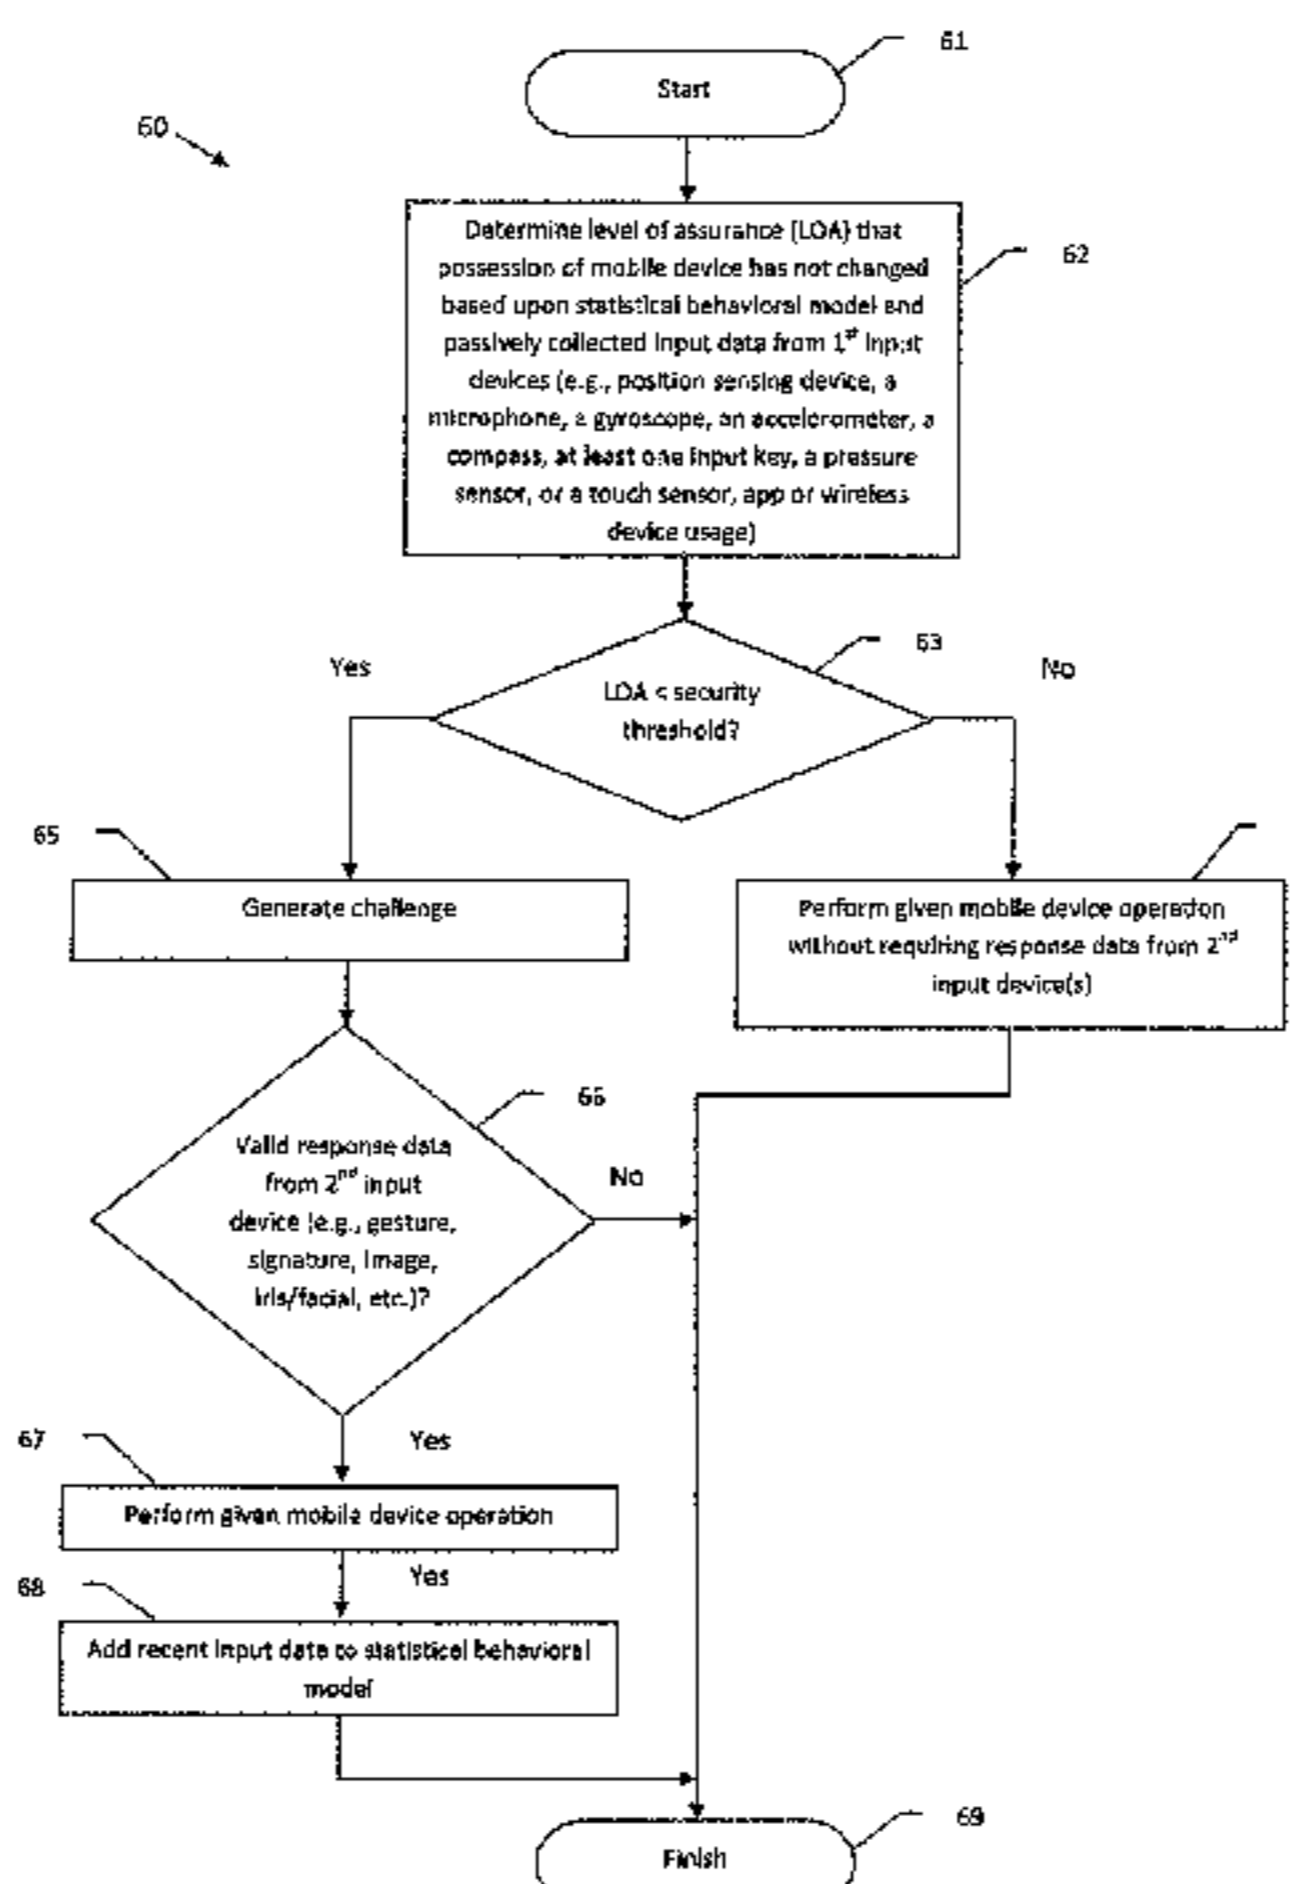 61
Start
60
Determine level of assurance (LOA) that
possession of mobile device has not changed
based upon statistical behavioral model and
passively collected input data from 1st input
devices (e.g., position sensing device, a
microphone, a gyroscope, an accelerometer, a
compass, at least one input key, a pressure
sensor, or a touch sensor, app or wireless
device usage)
62
63
Yes
No
LOA < security
threshold?
65
Generate challenge
Perform given mobile device operation
without requiring response data from 2nd
input device(s)
66
Valid response data
from 2nd input
device (e.g., gesture,
signature, image,
iris/facial, etc.)?
No
67
Yes
Perform given mobile device operation
Yes
68
Add recent input data to statistical behavioral
model
69
Finish